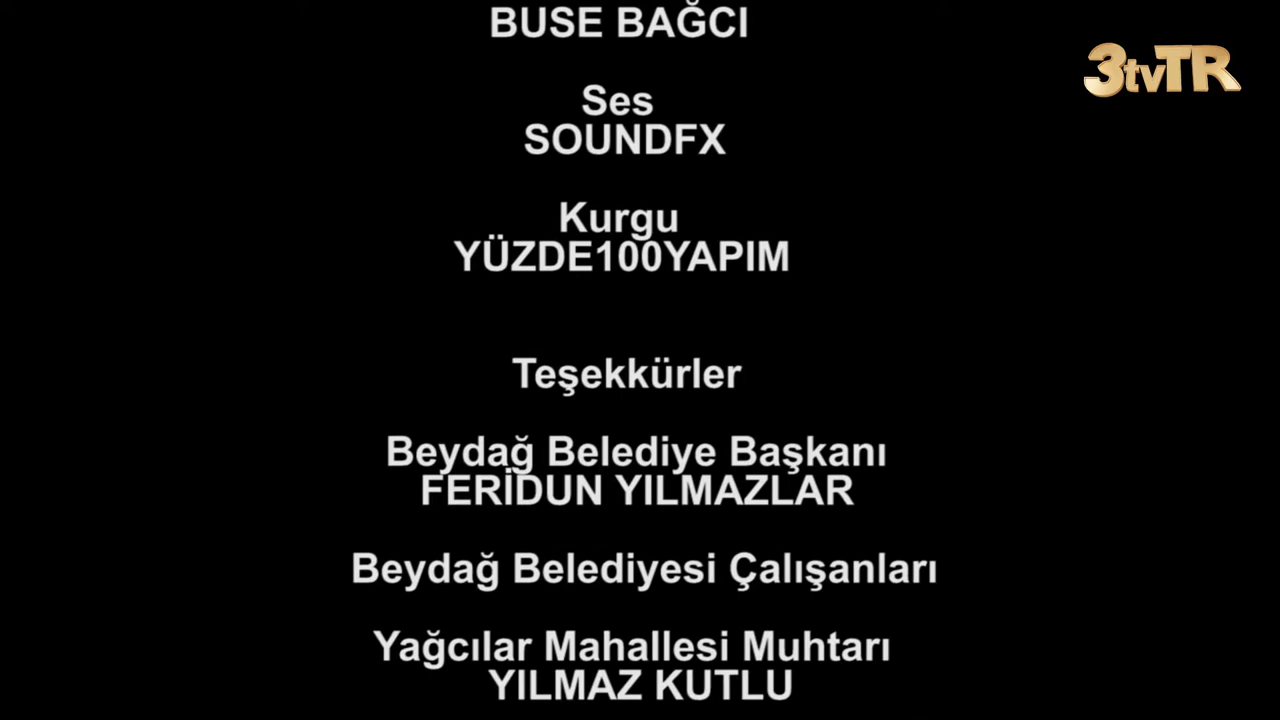 BUSE BAĞCI
3tvTR
Ses
SOUNDFX
Kurgu
YÜZDE100YAPIM
Teşekkürler
Beydağ Belediye Başkanı
FERİDUN YILMAZLAR
Beydağ Belediyesi Çalışanları
Yağcılar Mahallesi Muhtarı
YILMAZ KUTLU